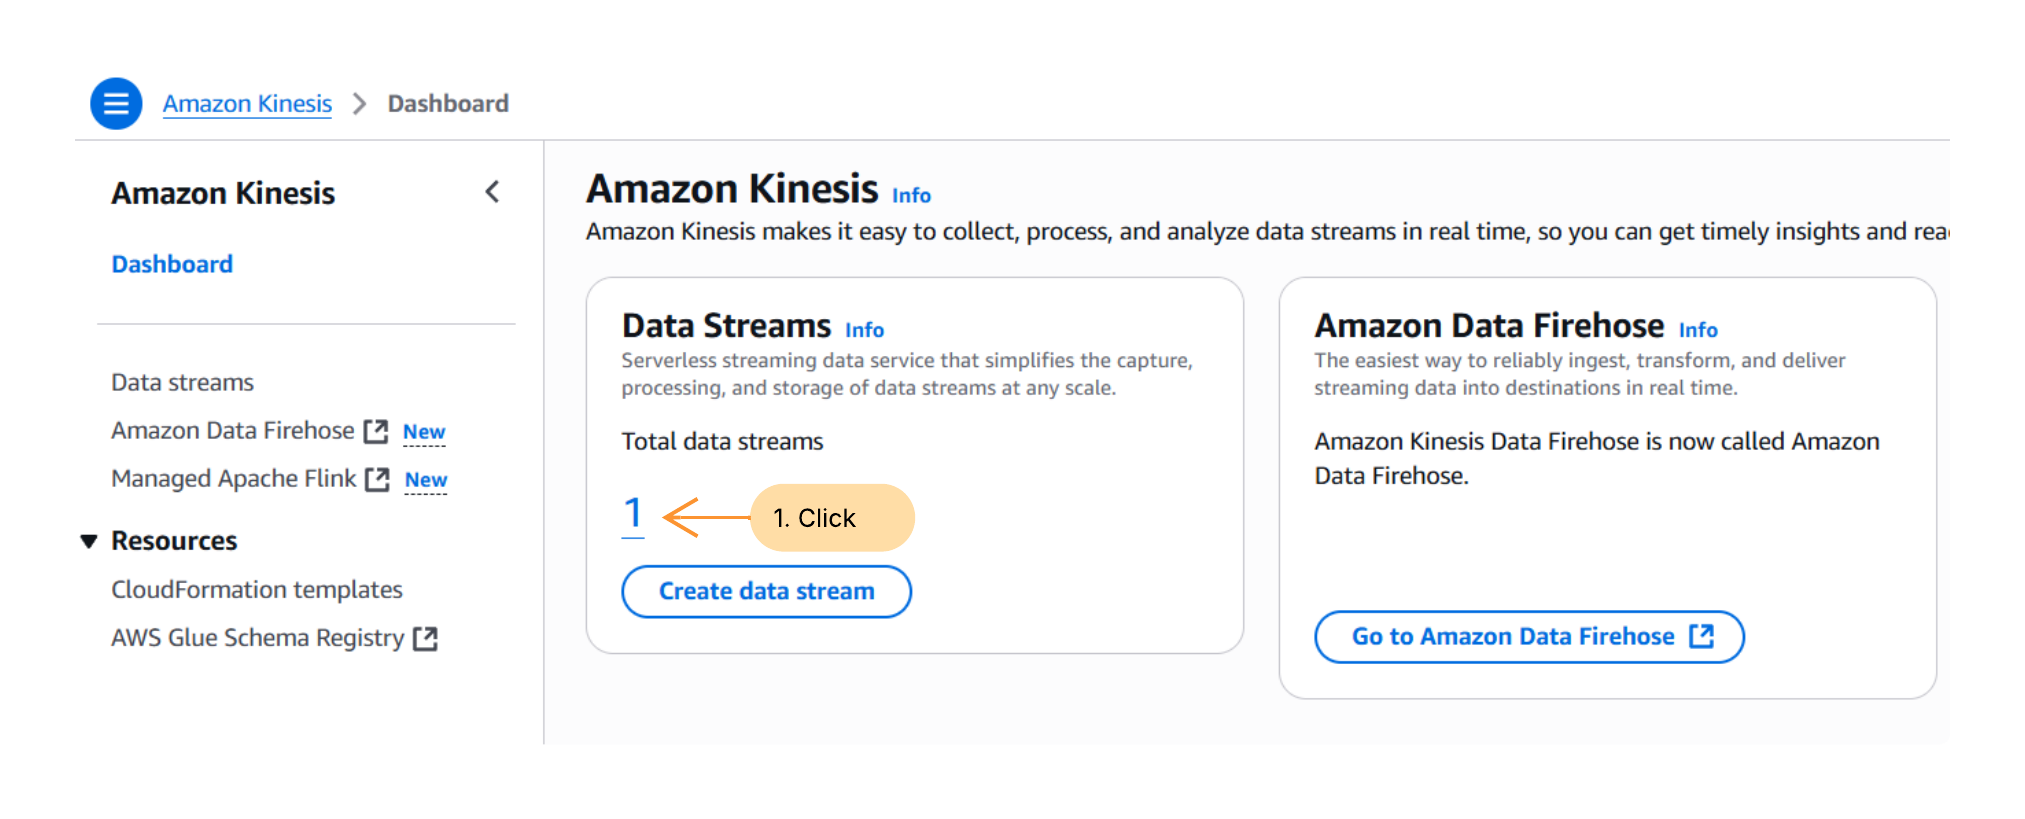 Amazon Kinesis > Dashboard
Amazon Kinesis
Dashboard
Data streams
Amazon Data Firehose New
Managed Apache Flink New
Resources
CloudFormation templates
AWS Glue Schema Registry
Amazon Kinesis Info
Amazon Kinesis makes it easy to collect, process, and analyze data streams in real time, so you can get timely insights and
Data Streams Info
Serverless streaming data service that simplifies the capture,
processing, and storage of data streams at any scale.
Total data streams
1
1. Click
Create data stream
Amazon Data Firehose Info
The easiest way to reliably ingest, transform, and deliver
streaming data into destinations in real time.
Amazon Kinesis Data Firehose is now called Amazon
Data Firehose.
Go to Amazon Data Firehose